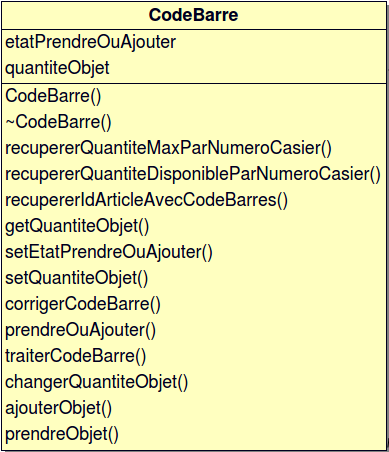 CodeBarre
etatPrendreOuAjouter
quantiteObjet
CodeBarre()
~CodeBarre()
recupererQuantiteMaxParNumeroCasier()
recupererQuantiteDisponibleParNumeroCasier()
recupererIdArticleAvecCodeBarres()
getQuantiteObjet()
setEtatPrendreOuAjouter()
setQuantiteObjet()
corrigerCodeBarre()
prendreOuAjouter()
traiterCodeBarre()
changerQuantiteObjet()
ajouterObjet()
prendreObjet()